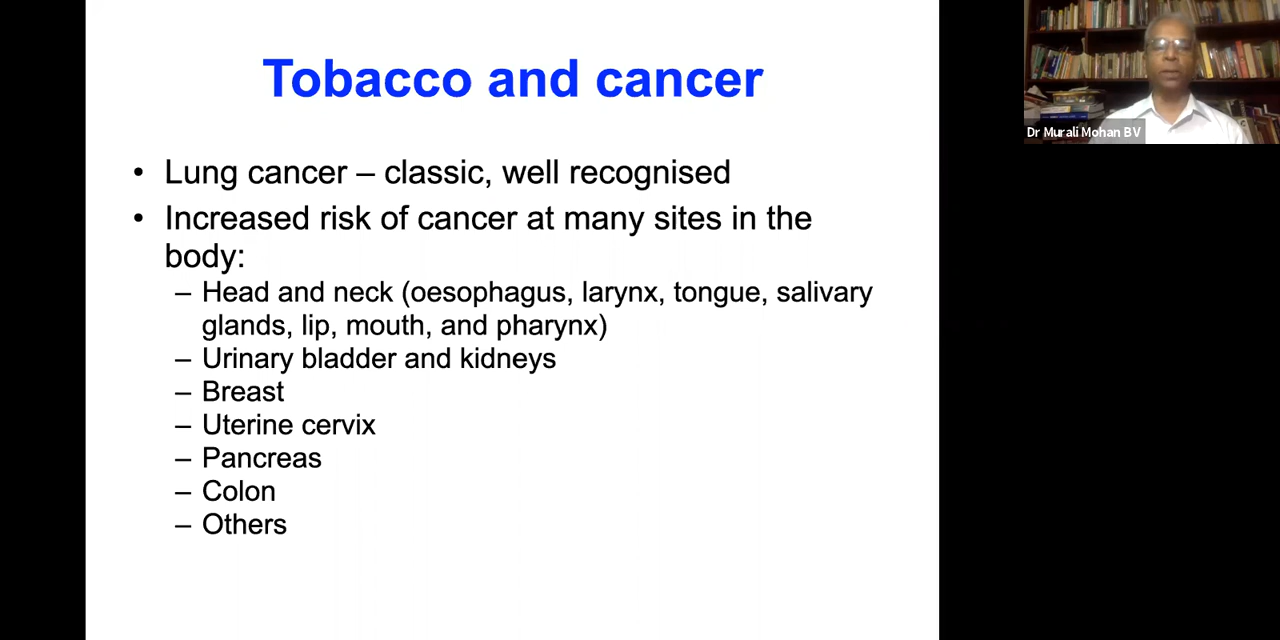 Tobacco and cancer
• Lung cancer – classic, well recognised
• Increased risk of cancer at many sites in the
body:
– Head and neck (oesophagus, larynx, tongue, salivary
glands, lip, mouth, and pharynx)
– Urinary bladder and kidneys
– Breast
– Uterine cervix
– Pancreas
– Colon
– Others
Dr Murali Mohan BV